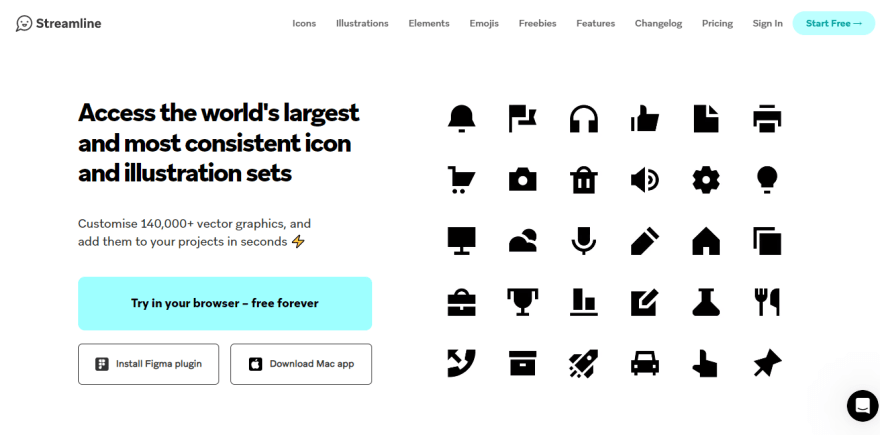 Streamline
Icons
Illustrations
Elements
Emojis
Freebies
Features
Changelog
Pricing
Sign In
Start Free →
Access the world's largest
and most consistent icon
and illustration sets
Customise 140,000+ vector graphics, and
add them to your projects in seconds ⚡
Try in your browser – free forever
Install Figma plugin
Download Mac app